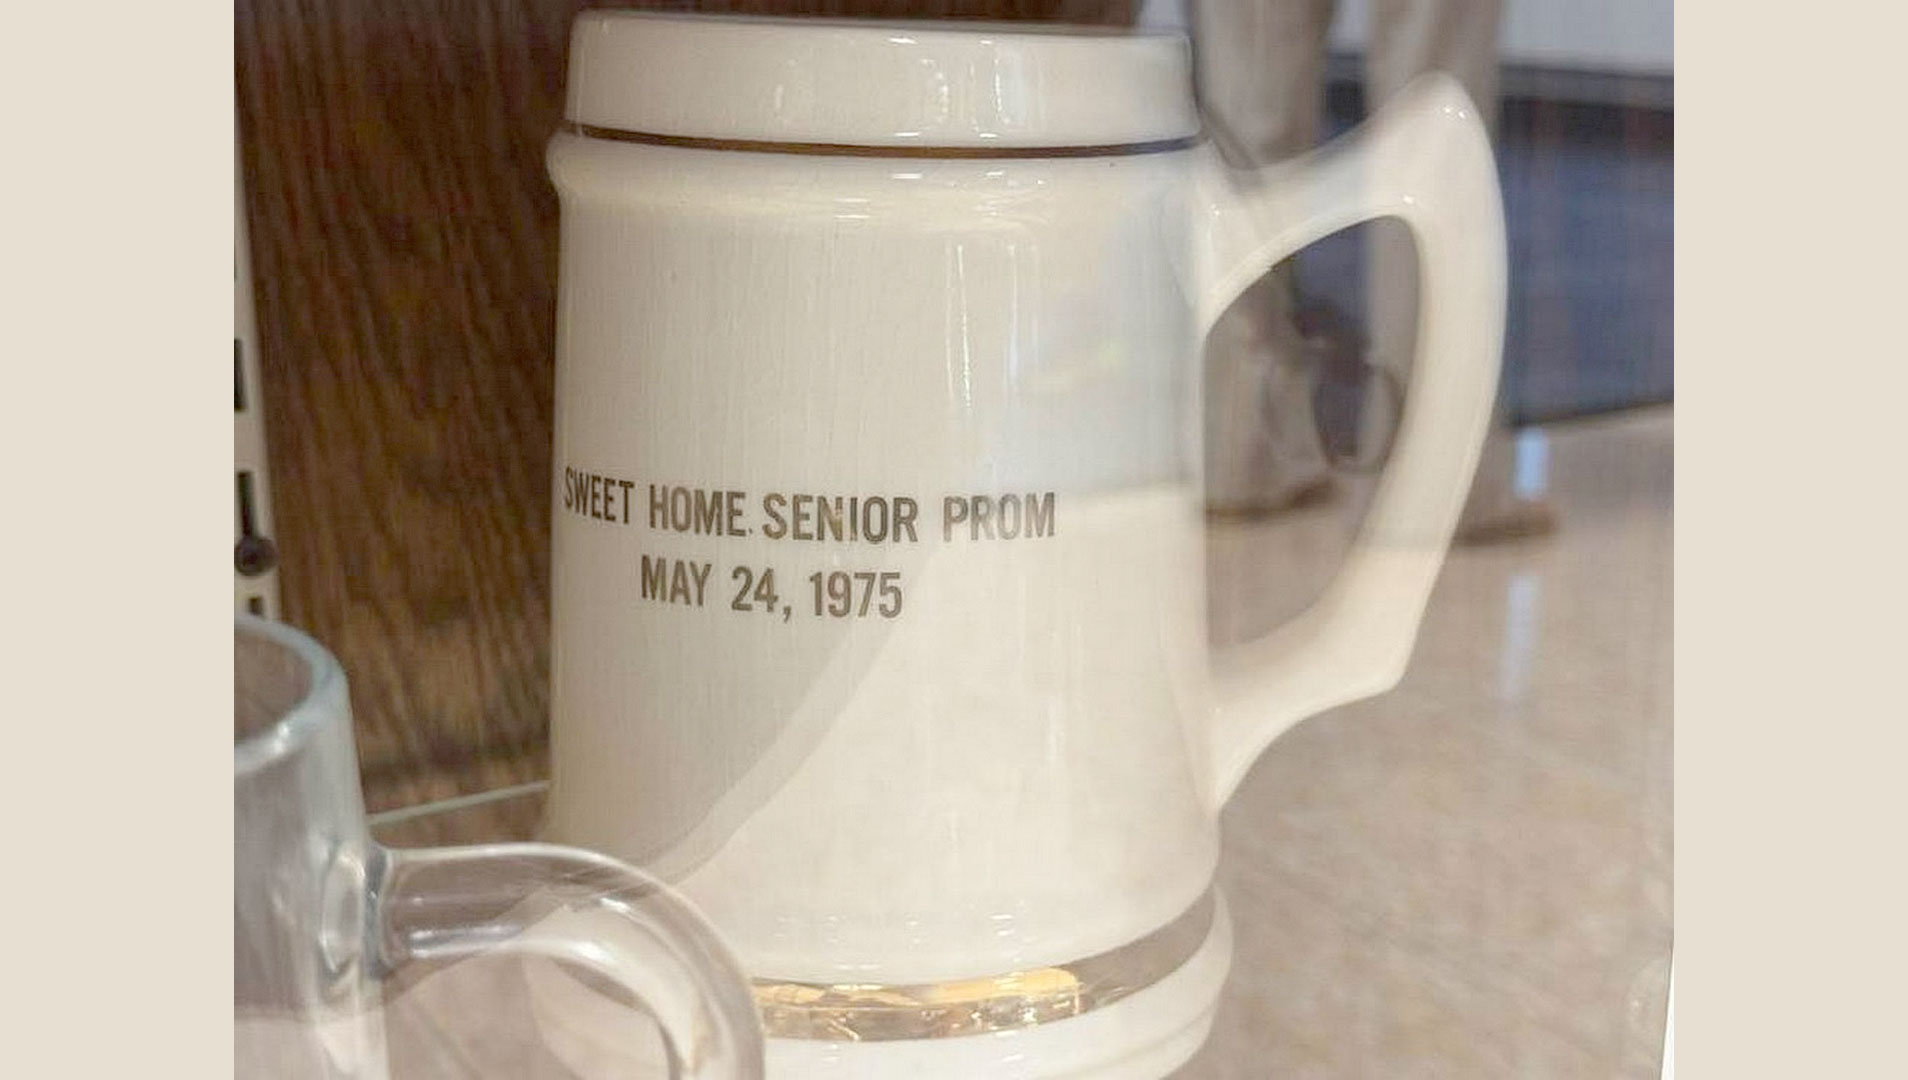 SWEET HOME SENIOR PROM
MAY 24, 1975